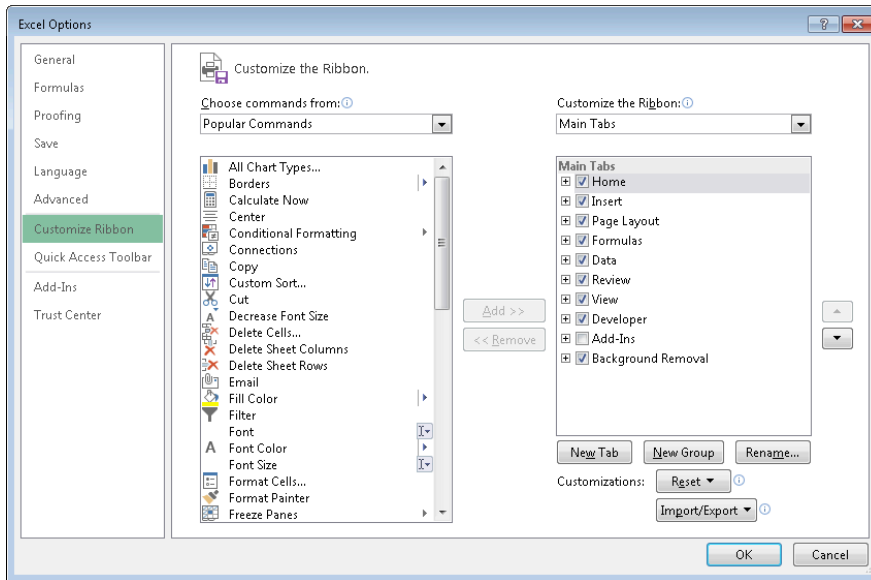 Excel Options
General
Formulas
Proofing
Save
Language
Advanced
Customize Ribbon
Quick Access Toolbar
Add-Ins
Trust Center
Customize the Ribbon.
Choose commands from:
Popular Commands
All Chart Types...
Borders
Calculate Now
Center
Conditional Formatting
Connections
Copy
Custom Sort...
Cut
Decrease Font Size
Delete Cells...
Delete Sheet Columns
Delete Sheet Rows
Email
Fill Color
Filter
Font
Font Color
Font Size
Format Cells...
Format Painter
Freeze Panes
Add >>
<< Remove
Customize the Ribbon:
Main Tabs
Main Tabs
Home
Insert
Page Layout
Formulas
Data
Review
View
Developer
Add-Ins
Background Removal
New Tab New Group Rename...
Customizations: Reset
Import/Export
OK Cancel